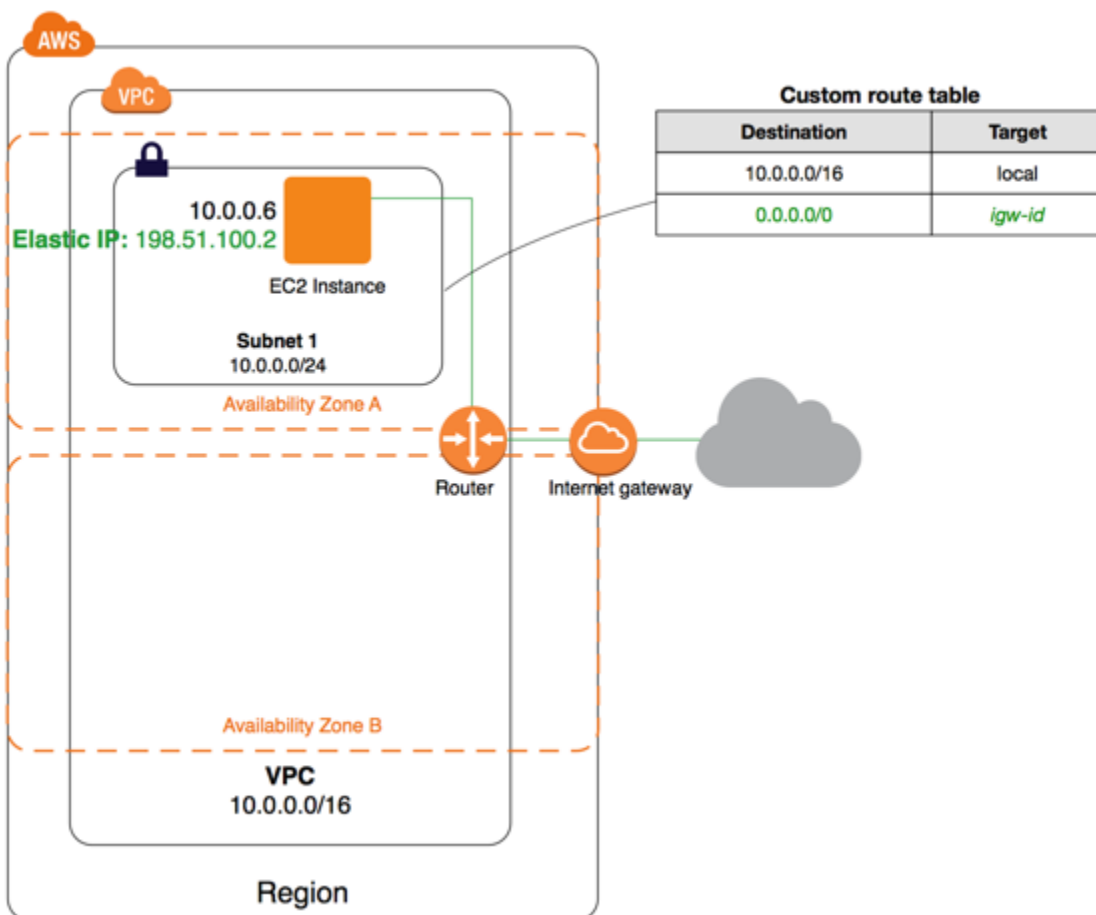 AWS
VPC
Custom route table
Destination Target
10.0.0.0/16 local
0.0.0.0/0 igw-id
10.0.0.6
Elastic IP: 198.51.100.2
EC2 Instance
Subnet 1
10.0.0.0/24
Availability Zone A
Router
Internet gateway
Availability Zone B
VPC
10.0.0.0/16
Region